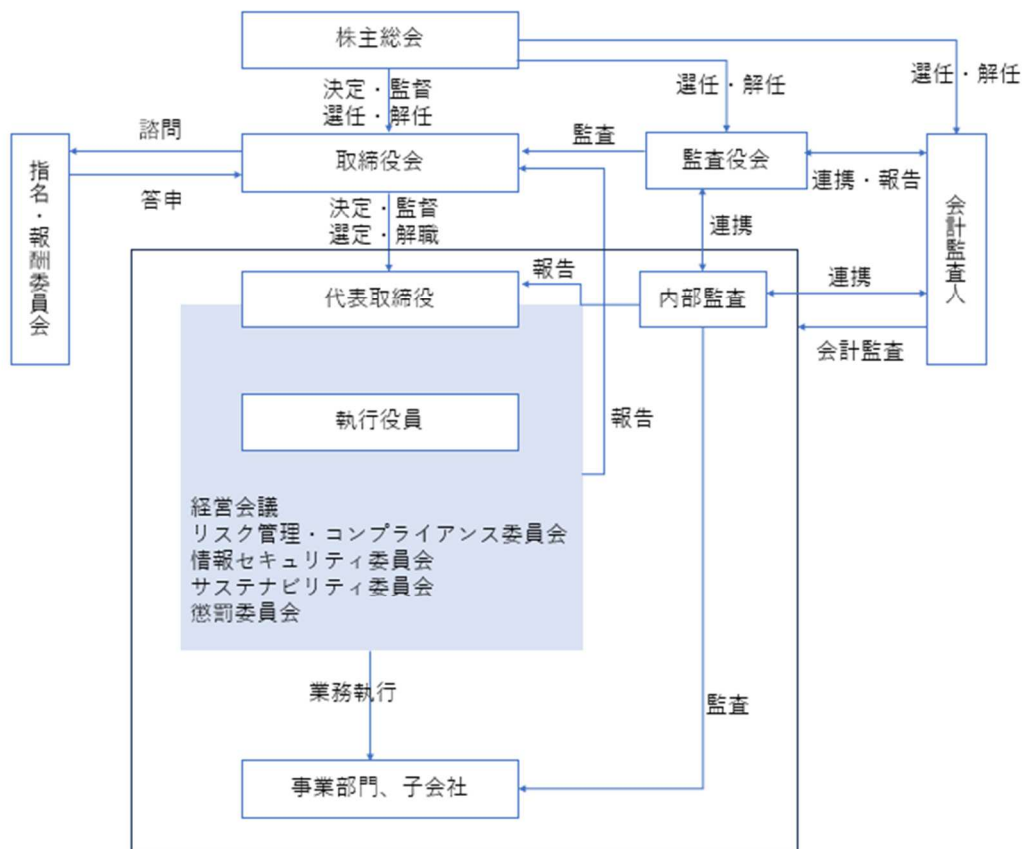 株主総会
決定・監督
選任・解任
選任・解任
選任・解任
諮問
取締役会
監査
監査役会
連携・報告
答申
指名・報酬委員会
会計監査人
決定・監督
選定・解職
連携
代表取締役
報告
内部監査
連携
会計監査
執行役員
報告
経営会議
リスク管理・コンプライアンス委員会
情報セキュリティ委員会
サステナビリティ委員会
懲罰委員会
業務執行
監査
事業部門、子会社